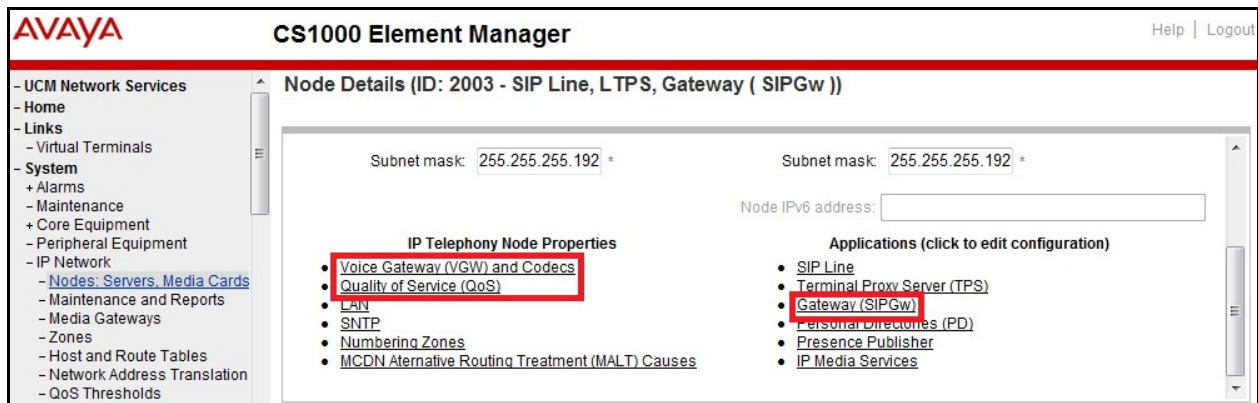 AVAYA
CS1000 Element Manager
Help | Logout
– UCM Network Services
– Home
– Links
– Virtual Terminals
– System
+ Alarms
– Maintenance
+ Core Equipment
– Peripheral Equipment
– IP Network
– Nodes: Servers, Media Cards
– Maintenance and Reports
– Media Gateways
– Zones
– Host and Route Tables
– Network Address Translation
– QoS Thresholds
Node Details (ID: 2003 - SIP Line, LTPS, Gateway ( SIPGw ))
Subnet mask: 255.255.255.192 *
Subnet mask: 255.255.255.192 *
Node IPv6 address:
IP Telephony Node Properties
• Voice Gateway (VGW) and Codecs
• Quality of Service (QoS)
• LAN
• SNTP
• Numbering Zones
• MCDN Aternative Routing Treatment (MALT) Causes
Applications (click to edit configuration)
• SIP Line
• Terminal Proxy Server (TPS)
• Gateway (SIPGw)
• Personal Directories (PD)
• Presence Publisher
• IP Media Services